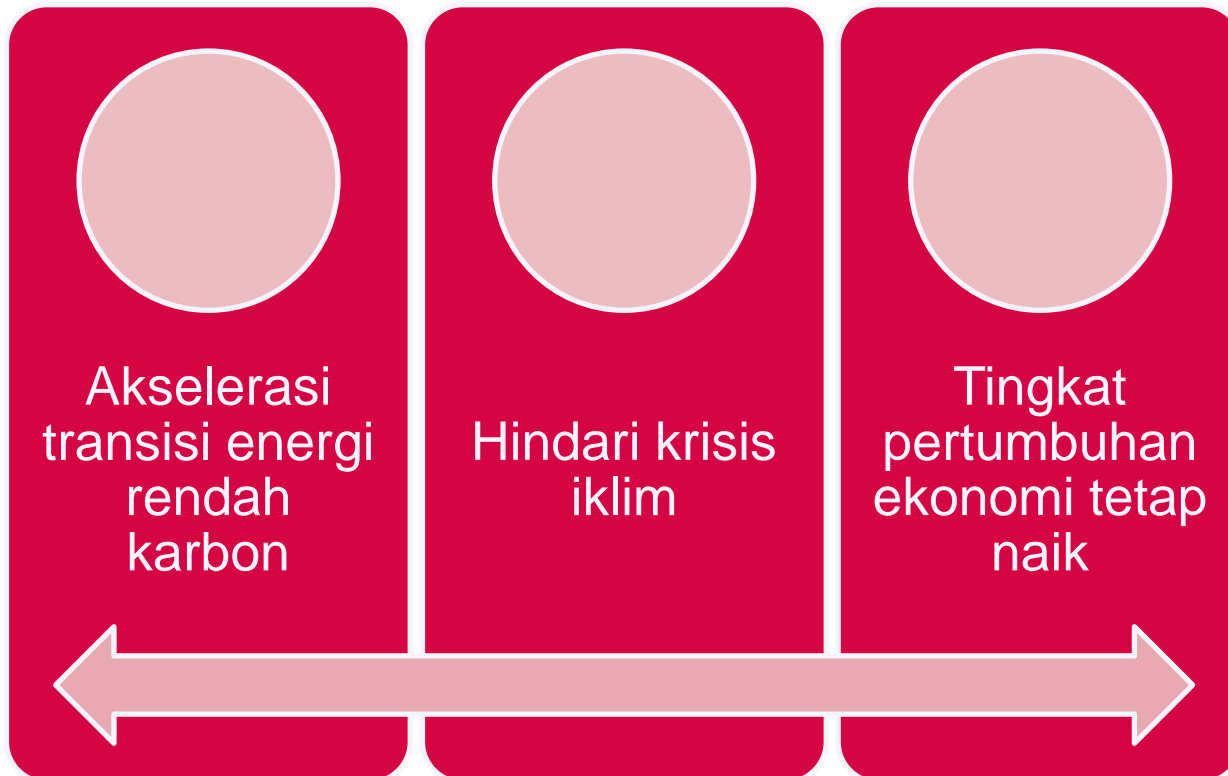 Akselerasi
transisi energi
rendah
karbon
Hindari krisis
iklim
Tingkat
pertumbuhan
ekonomi tetap
naik